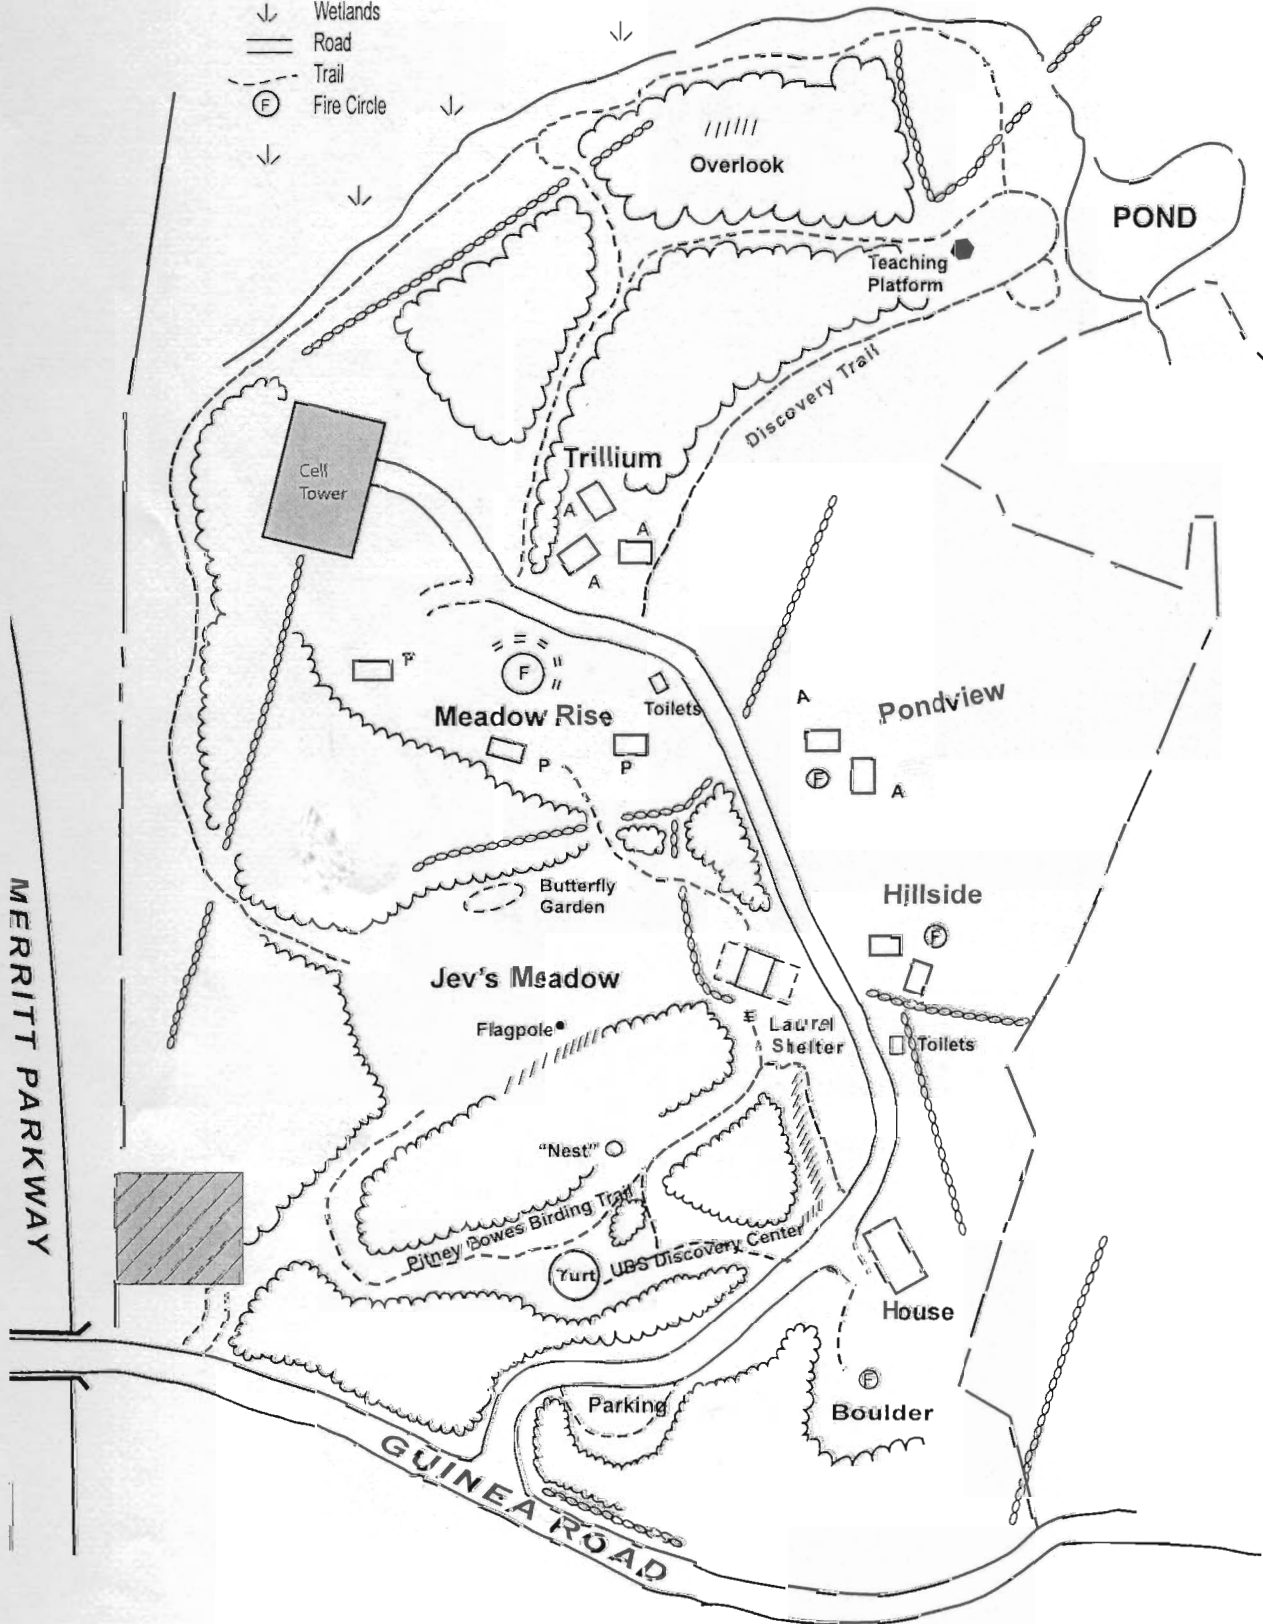 Wetlands
Road
Trail
F
Fire Circle
Overlook
POND
Teaching
Platform
Discovery Trail
Cell
Tower
Trillium
A
A
A
P
F
Meadow Rise
Toilets
P
P
A
Pondview
F
A
Butterfly
Garden
Hillside
F
Jev's Meadow
Flagpole
Laurel
Shelter
Toilets
"Nest"
Pitney Bowes Birding Trail
UBS Discovery Center
Yurt
House
F
Boulder
Parking
GUINEA ROAD
MERRITT PARKWAY